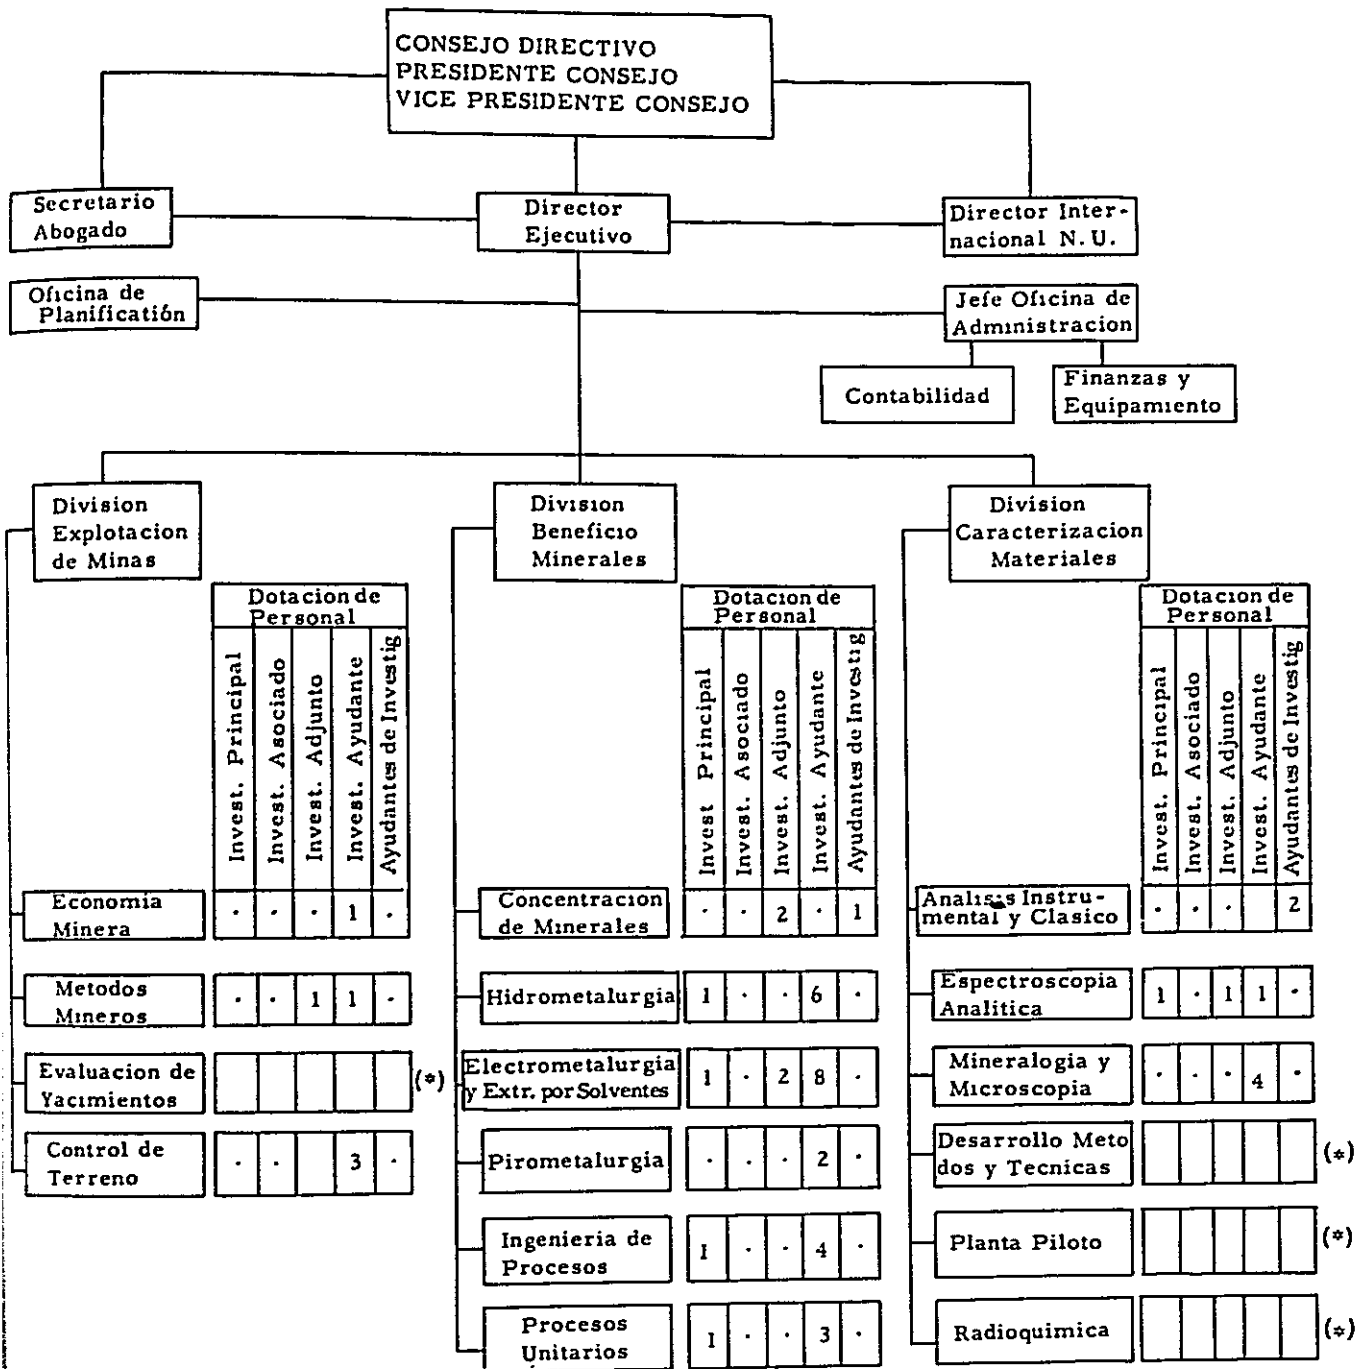 CONSEJO DIRECTIVO
PRESIDENTE CONSEJO
VICE PRESIDENTE CONSEJO
Secretario
Abogado
Director
Ejecutivo
Director Inter-
nacional N.U.
Oficina de
Planificatión
Jefe Oficina de
Administracion
Contabilidad
Finanzas y
Equipamiento
Division
Explotacion
de Minas
Dotacion de
Personal
Invest. Principal
Invest. Asociado
Invest. Adjunto
Invest. Ayudante
Ayudantes de Investig
Economia
Minera
. . . 1 .
Metodos
Mineros
. . 1 1 .
Evaluacion de
Yacimientos
(*)
Control de
Terreno
. . 3 .
Division
Beneficio
Minerales
Dotacion de
Personal
Invest Principal
Invest. Asociado
Invest. Adjunto
Invest. Ayudante
Ayudantes de Investig
Concentracion
de Minerales
. . 2 . 1
Hidrometalurgia
1 . . 6 .
Electrometalurgia
y Extr. por Solventes
1 . 2 8 .
Pirometalurgia
. . . 2 .
Ingenieria de
Procesos
1 . . 4 .
Procesos
Unitarios
1 . . 3 .
Division
Caracterizacion
Materiales
Dotacion de
Personal
Invest. Principal
Invest. Asociado
Invest. Adjunto
Invest. Ayudante
Ayudantes de Investig
Analisis Instru-
mental y Clasico
. . . 2
Espectroscopia
Analitica
1 . 1 1 .
Mineralogia y
Microscopia
. . . 4 .
Desarrollo Meto
dos y Tecnicas
(*)
Planta Piloto
(*)
Radioquimica
(*)